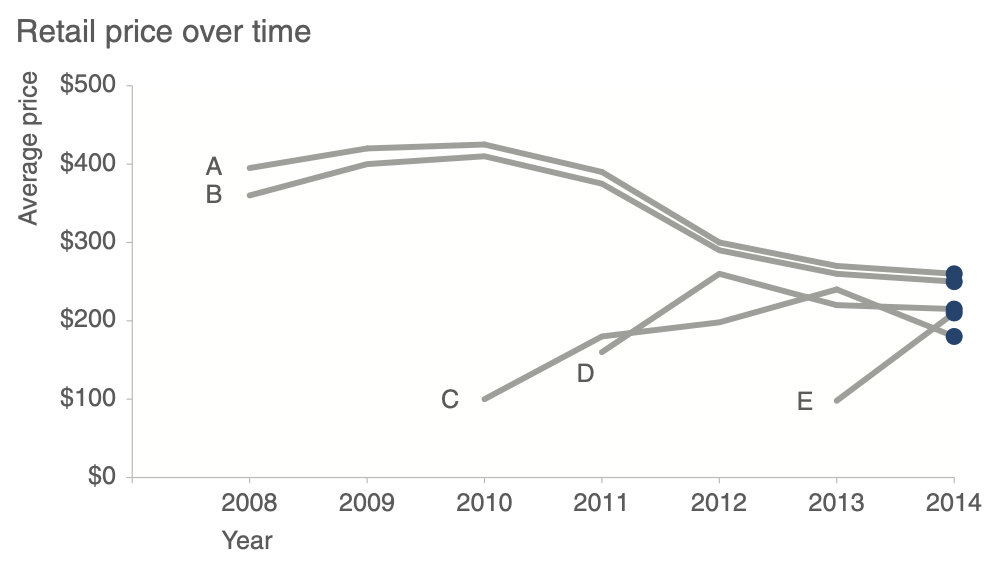 Retail price over time
Average price
$500
$400
$300
$200
$100
$0
A
B
C
D
E
2008 2009 2010 2011 2012 2013 2014
Year